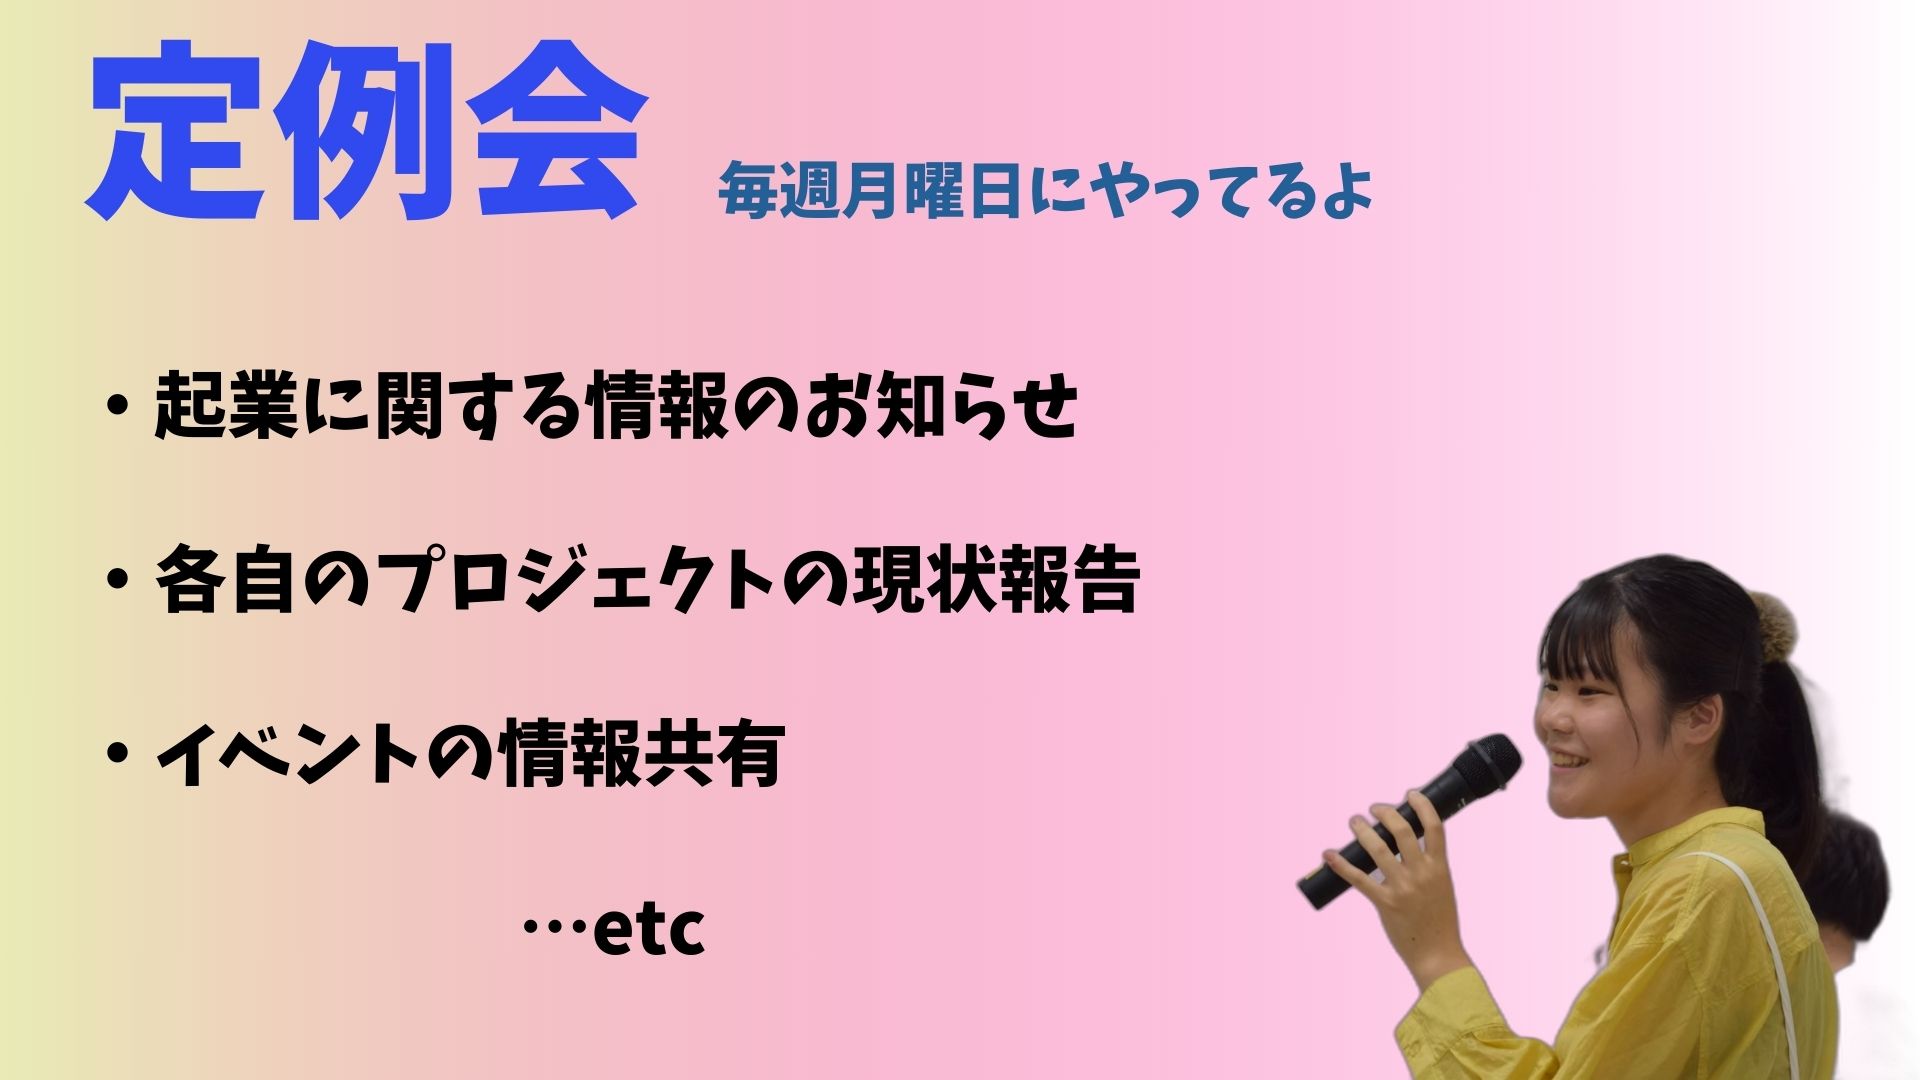 定例会
毎週月曜日にやってるよ
・起業に関する情報のお知らせ
・各自のプロジェクトの現状報告
・イベントの情報共有
…etc